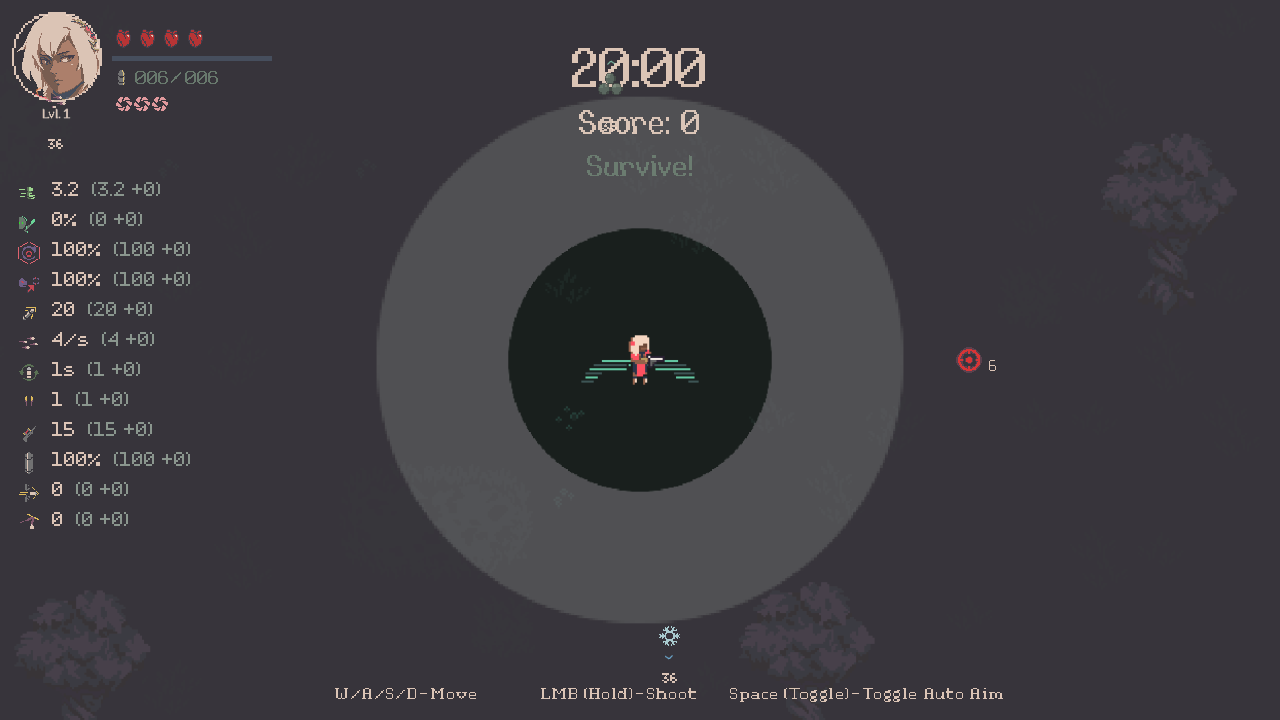 20:00
006/006
Lvl.1
Score: 0
36
Survive!
3.2 (3.2 +0)
0% (0 +0)
100% (100 +0)
100% (100 +0)
20 (20 +0)
4/s (4 +0)
1s (1 +0)
1 (1 +0)
15 (15 +0)
100% (100 +0)
0 (0 +0)
0 (0 +0)
6
36
W/A/S/D-Move LMB (Hold)-Shoot Space (Toggle)-Toggle Auto Aim